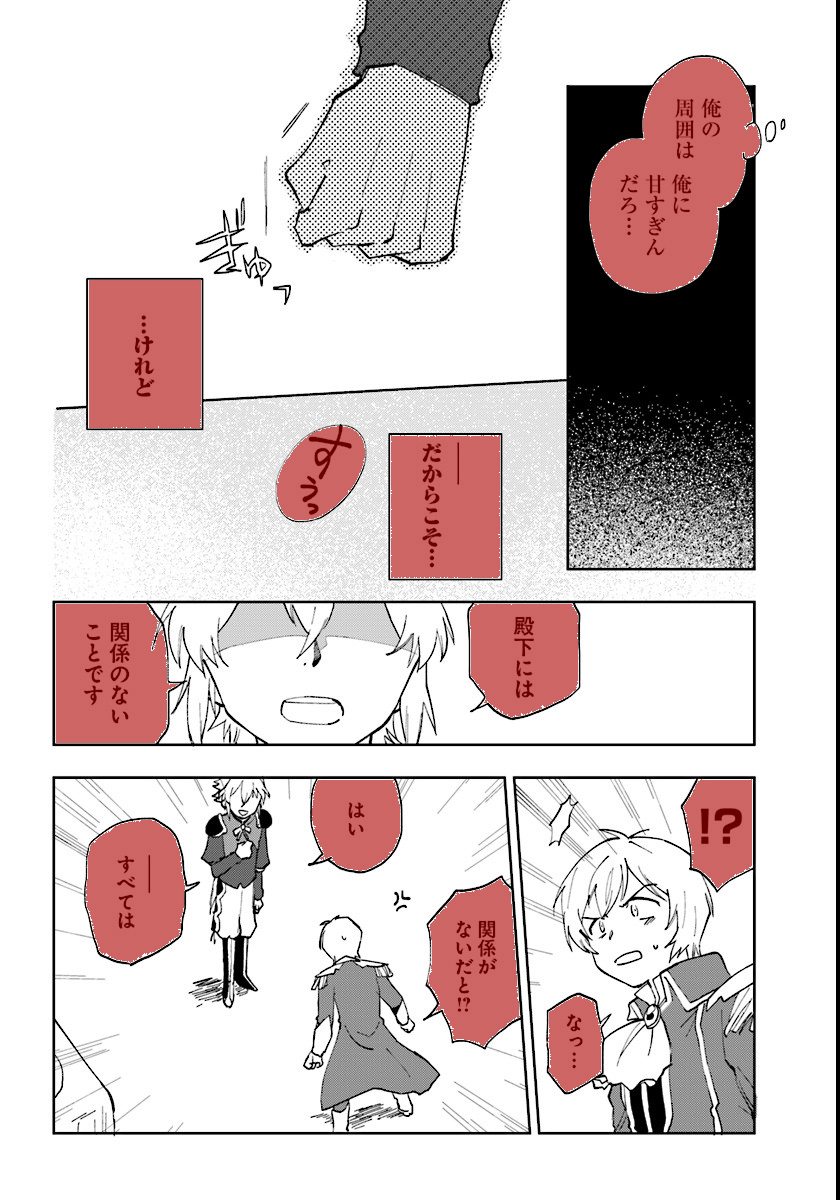 俺の
周囲は
俺に
甘すぎん
だろ…
ぎゅっ
…けれど
──
だからこそ…
すうっ
殿下には
関係のない
ことです
!?
なっ…
関係が
ないだと!?
はい
──
すべては